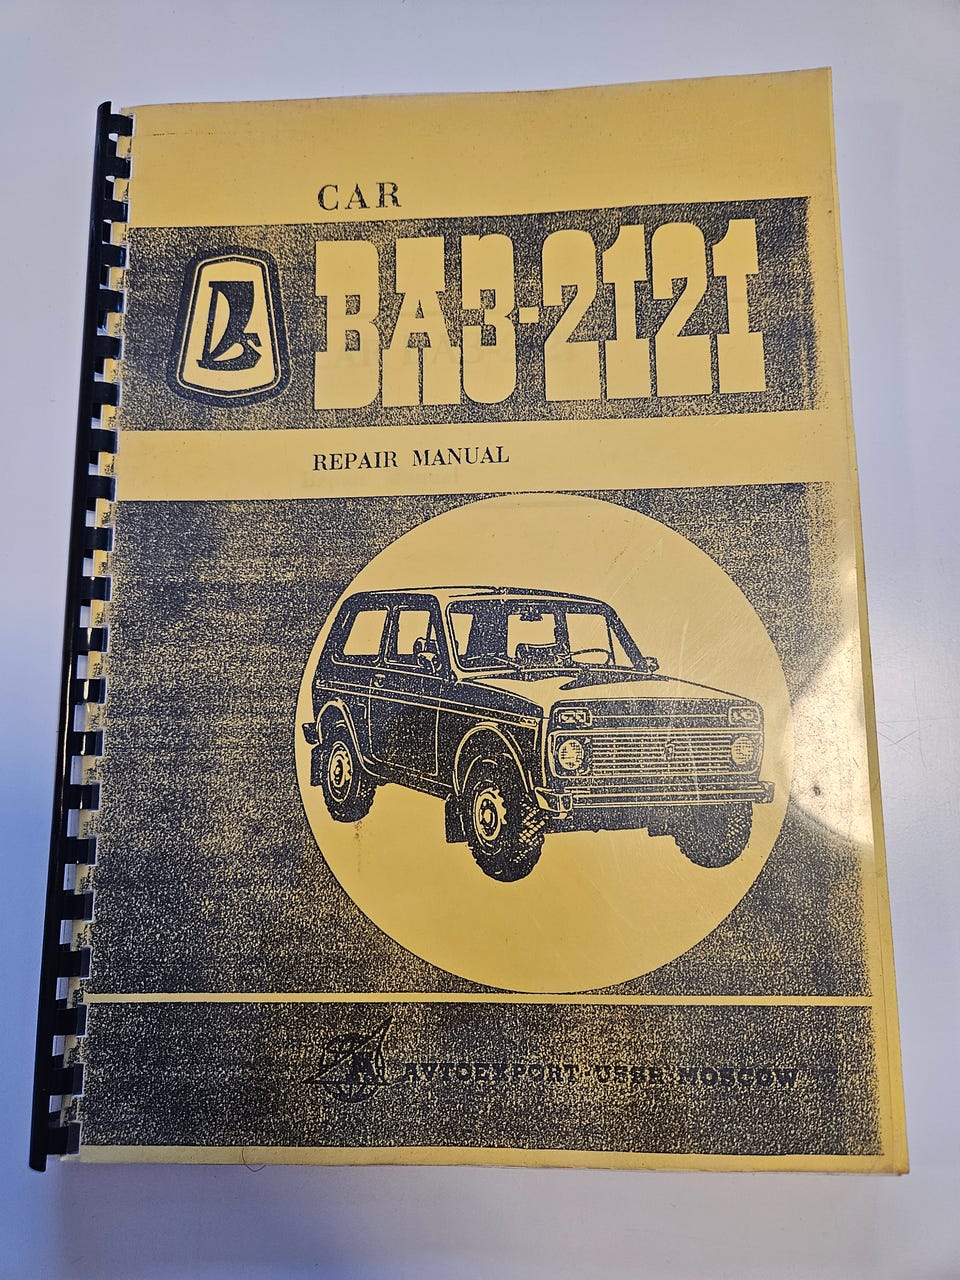 CAR
ВАЗ-2121
REPAIR MANUAL
AVTOEXPORT·USSR·MOSCOW